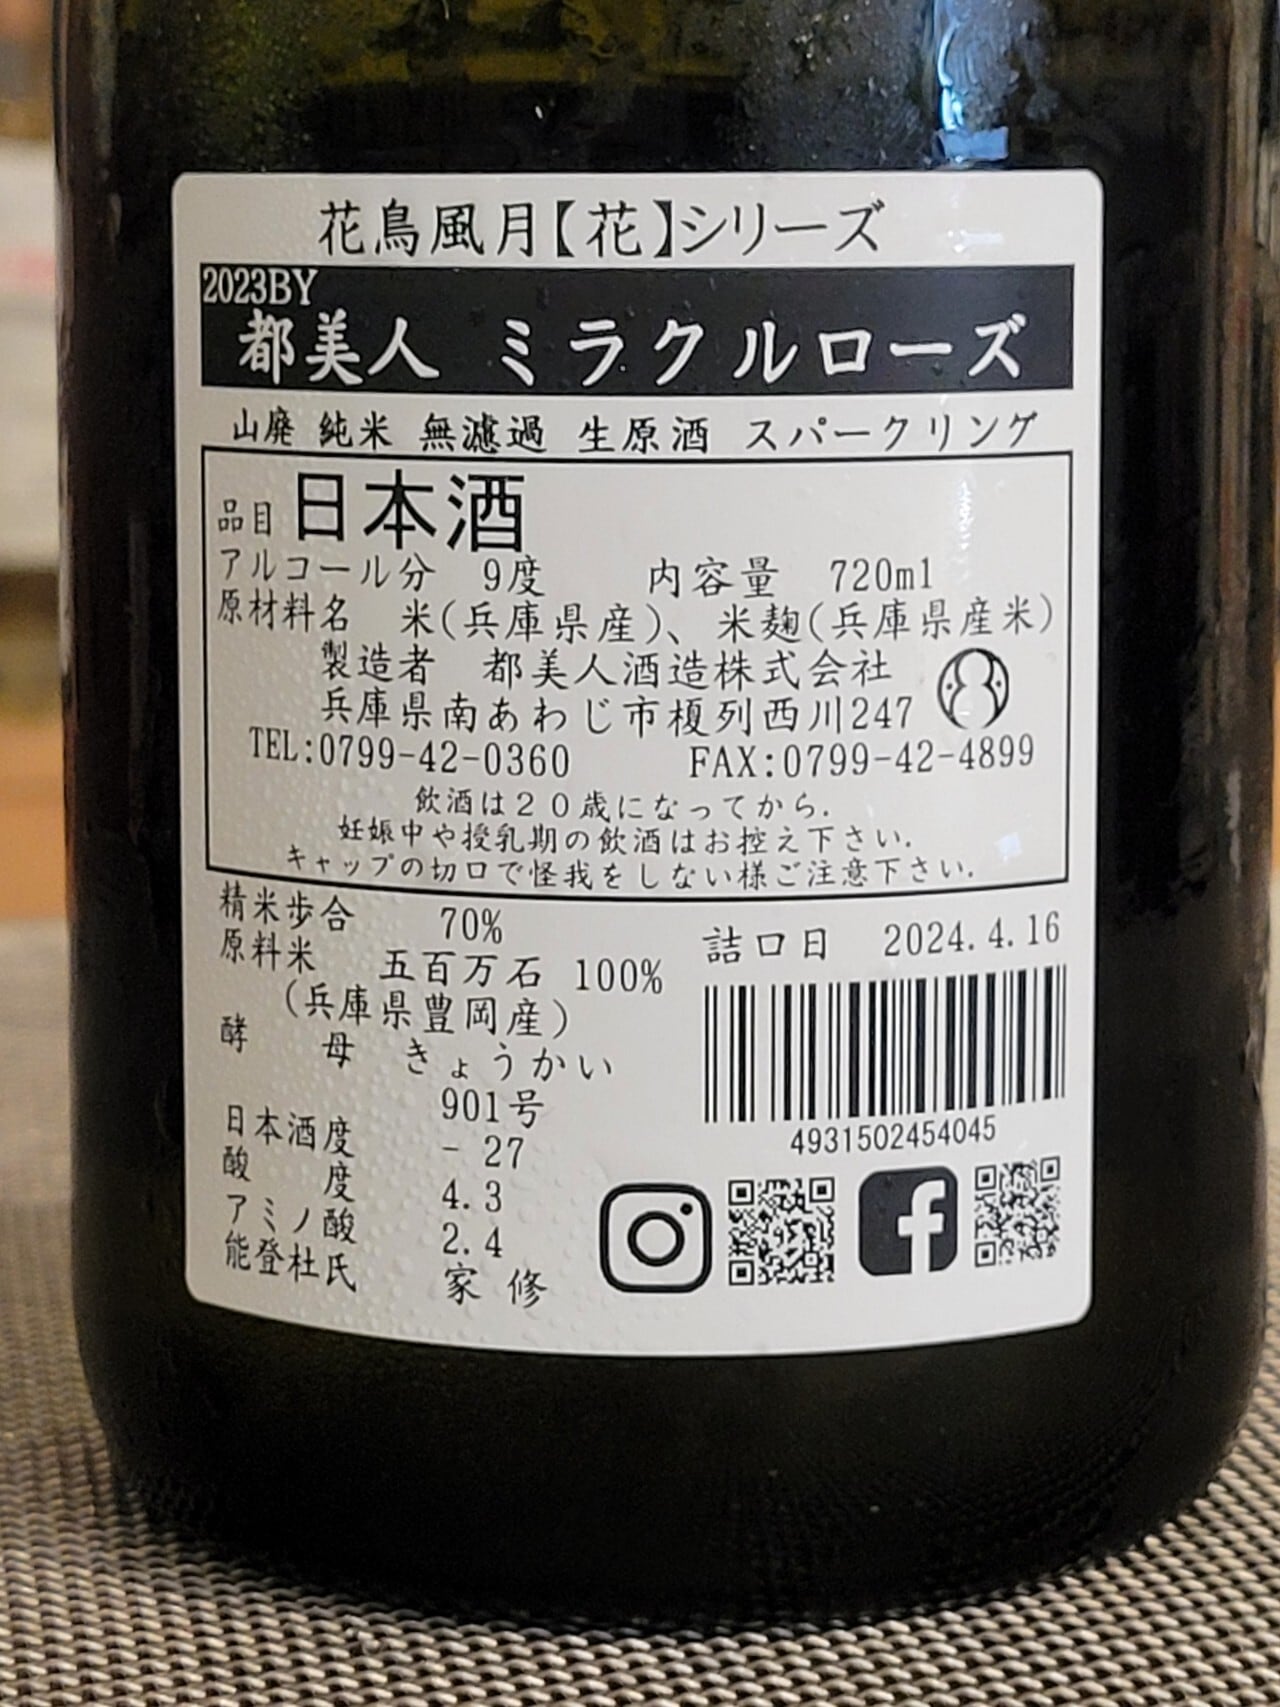 花鳥風月【花】シリーズ
2023BY
都美人 ミラクルローズ
山廃 純米 無濾過 生原酒 スパークリング
品目 日本酒
アルコール分 9度 内容量 720ml
原材料名 米(兵庫県産)、米麹(兵庫県産米)
製造者 都美人酒造株式会社
兵庫県南あわじ市榎列西川247
TEL:0799-42-0360 FAX:0799-42-4899
飲酒は20歳になってから.
妊娠中や授乳期の飲酒はお控え下さい.
キャップの切口で怪我をしない様ご注意下さい.
精米歩合 70%
詰口日 2024.4.16
原料米 五百万石 100%
(兵庫県豊岡産)
酵母 きょうかい
901号
日本酒度 - 27
酸度 4.3
アミノ酸 2.4
能登杜氏 家 修
4931502454045